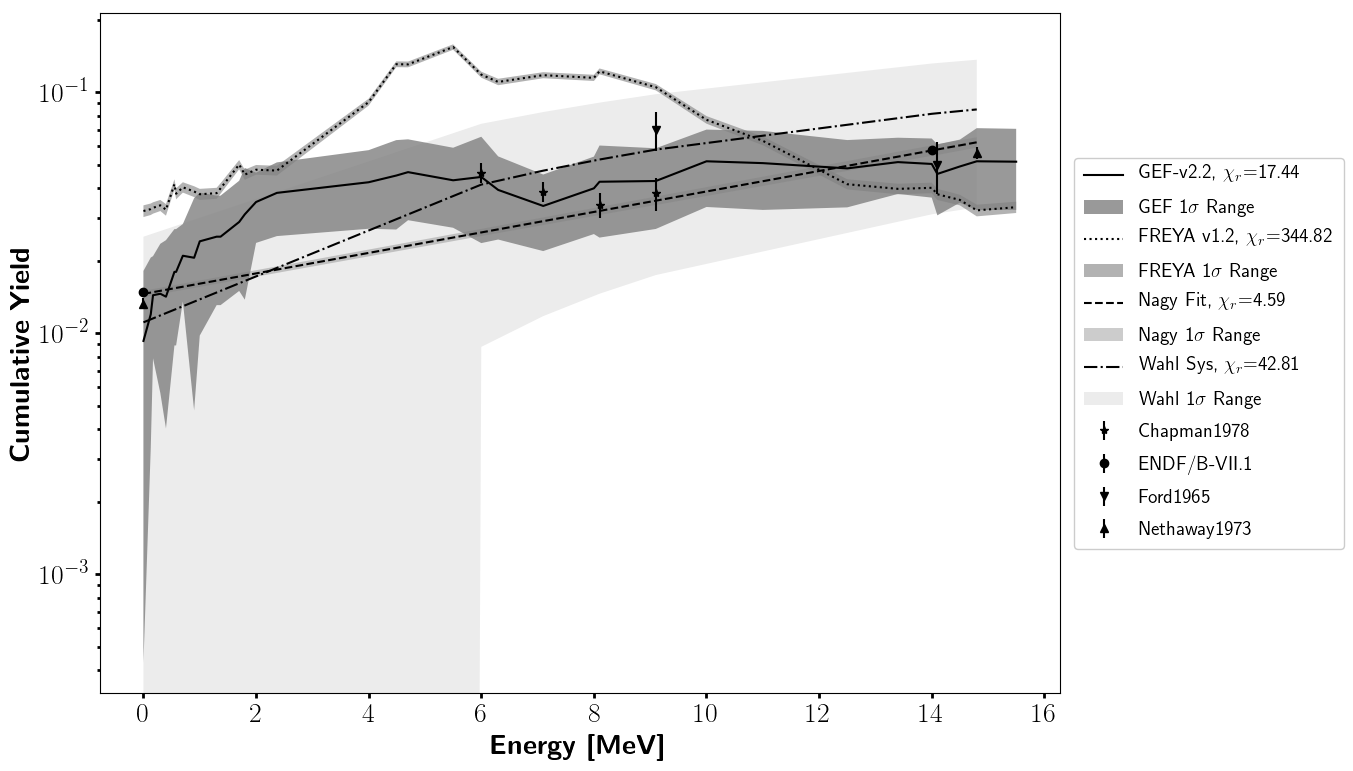 10⁻¹
10⁻²
10⁻³
Cumulative Yield
0 2 4 6 8 10 12 14 16
Energy [MeV]
GEF-v2.2, χᵣ=17.44
GEF 1σ Range
FREYA v1.2, χᵣ=344.82
FREYA 1σ Range
Nagy Fit, χᵣ=4.59
Nagy 1σ Range
Wahl Sys, χᵣ=42.81
Wahl 1σ Range
Chapman1978
ENDF/B-VII.1
Ford1965
Nethaway1973